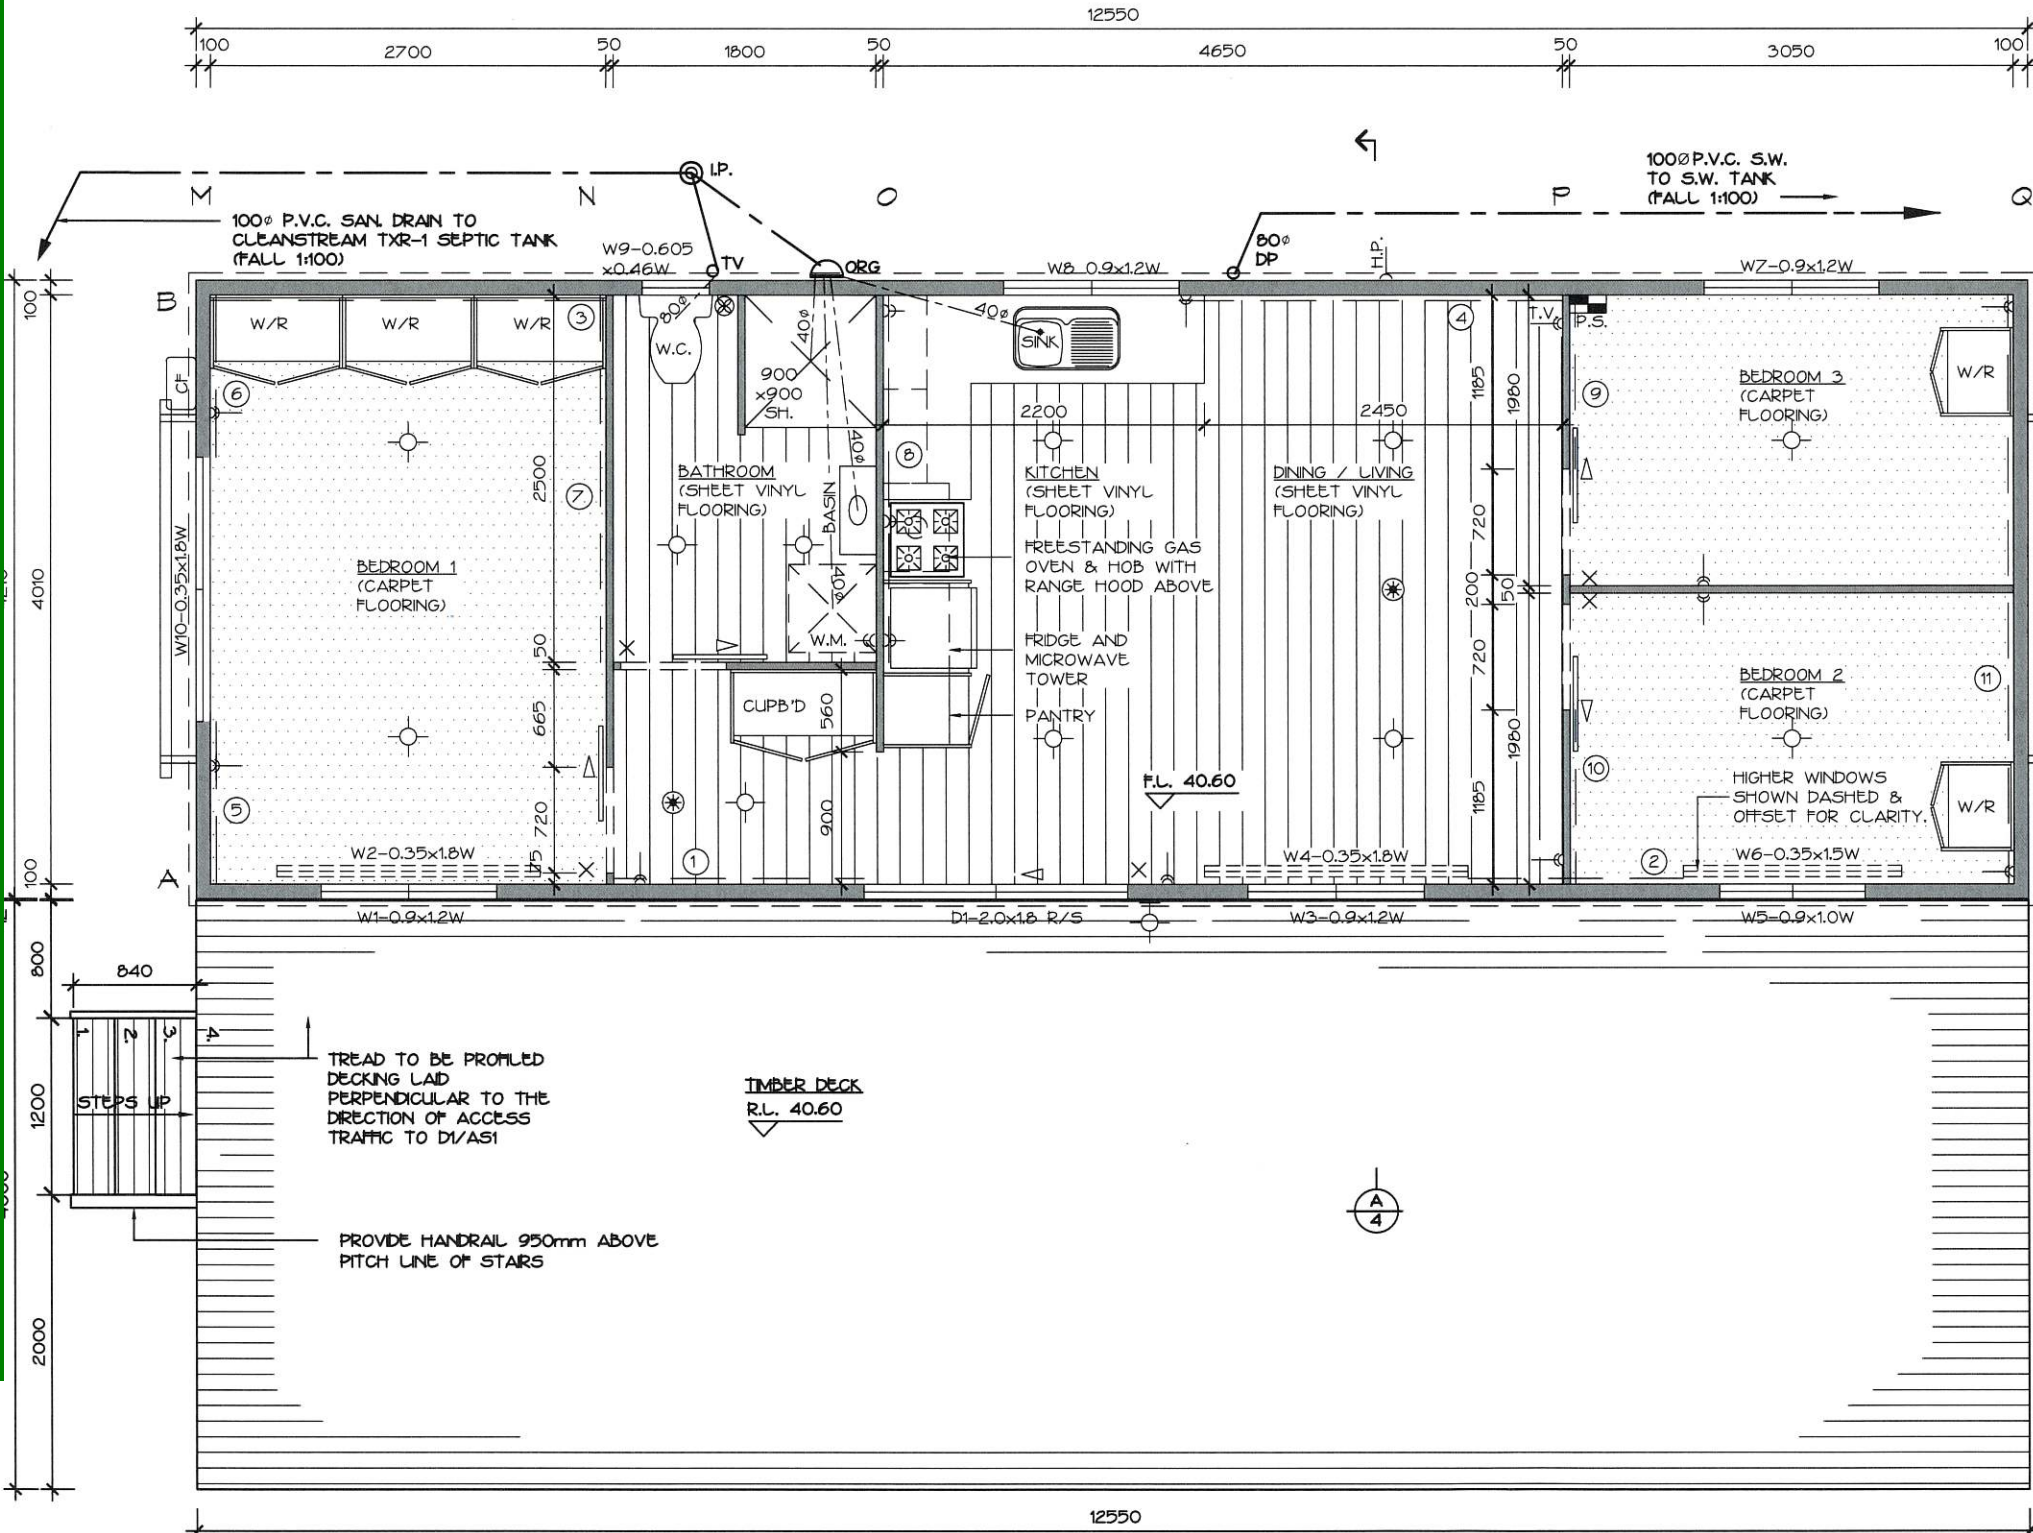 12550
100
2700
50
1800
50
4650
50
3050
100
M
N
O
P
Q
I.P.
100ø P.V.C. SAN. DRAIN TO
CLEANSTREAM TXR-1 SEPTIC TANK
(FALL 1:100)
100Ø P.V.C. S.W.
TO S.W. TANK
(FALL 1:100)
W9-0.605
x0.46W
TV
ORG
W8 0.9x1.2W
80ø
DP
H.P.
W7-0.9x1.2W
B
100
W/R
W/R
W/R
3
80ø
W.C.
40ø
900
x900
SH.
40ø
SINK
4
T.V.
P.S.
CF
6
9
BEDROOM 3
(CARPET
FLOORING)
W/R
1185
1980
2200
2450
40ø
8
2500
7
BATHROOM
(SHEET VINYL
FLOORING)
BASIN
KITCHEN
(SHEET VINYL
FLOORING)
DINING / LIVING
(SHEET VINYL
FLOORING)
W10-0.35x1.8W
4010
BEDROOM 1
(CARPET
FLOORING)
FREESTANDING GAS
OVEN & HOB WITH
RANGE HOOD ABOVE
720
200
50
40ø
W.M.
50
FRIDGE AND
MICROWAVE
TOWER
720
BEDROOM 2
(CARPET
FLOORING)
11
665
CUPB'D
560
PANTRY
1980
F.L. 40.60
10
HIGHER WINDOWS
SHOWN DASHED &
OFFSET FOR CLARITY.
W/R
5
720
900
1185
W2-0.35x1.8W
75
1
W4-0.35x1.8W
2
W6-0.35x1.5W
A
100
W1-0.9x1.2W
D1-2.0x1.8 R/S
W3-0.9x1.2W
W5-0.9x1.0W
800
840
1.
2.
3.
4.
STEPS UP
1200
TREAD TO BE PROFILED
DECKING LAID
PERPENDICULAR TO THE
DIRECTION OF ACCESS
TRAFFIC TO D1/AS1
TIMBER DECK
R.L. 40.60
A
4
PROVIDE HANDRAIL 950mm ABOVE
PITCH LINE OF STAIRS
2000
12550